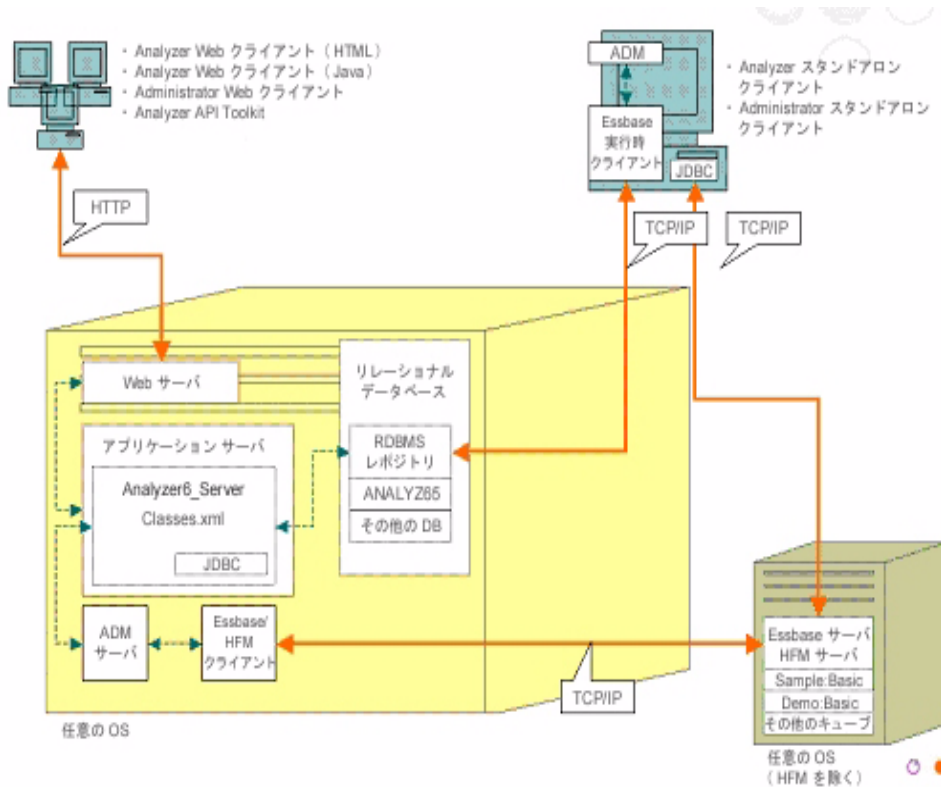 ・Analyzer Web クライアント（HTML）
・Analyzer Web クライアント（Java）
・Administrator Web クライアント
・Analyzer API Toolkit
ADM
Essbase
実行時
クライアント
JDBC
・Analyzer スタンドアロン
クライアント
・Administrator スタンドアロン
クライアント
HTTP
TCP/IP
TCP/IP
Web サーバ
リレーショナル
データベース
RDBMS
レポジトリ
ANALYZ65
その他の DB
アプリケーション サーバ
Analyzer6_Server
Classes.xml
JDBC
ADM
サーバ
Essbase/
HFM
クライアント
TCP/IP
任意の OS
Essbase サーバ
HFM サーバ
Sample:Basic
Demo:Basic
その他のキューブ
任意の OS
（HFM を除く）